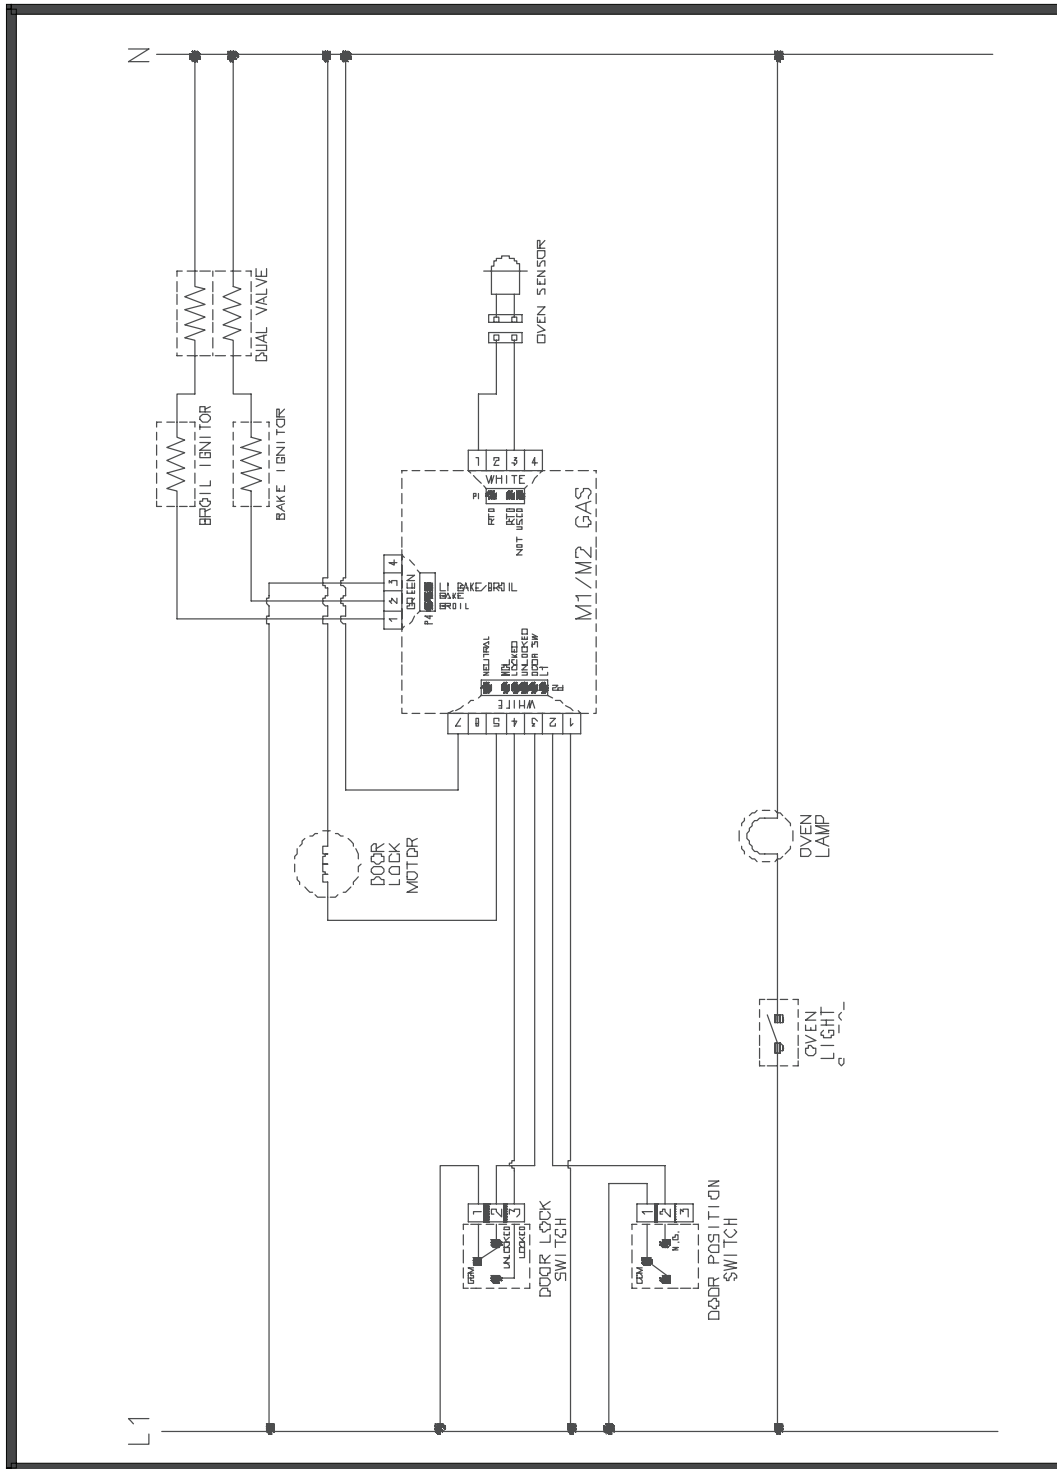 N
DUAL VALVE
BROIL IGNITOR
BAKE IGNITOR
OVEN SENSOR
1 2 3 4
WHITE
P1
RTD
RTD
NOT USED
M1/M2 GAS
4
3
2
1
GREEN
P4
L1 BAKE/BROIL
BAKE
BROIL
NEUTRAL
LOCKED
UNLOCKED
DOOR SW
L1
WHITE
7 6 5 4 3 2 1
DOOR
LOCK
MOTOR
OVEN
LAMP
OVEN
LIGHT
1 2 3
COM
UNLOCKED
LOCKED
DOOR LOCK
SWITCH
1 2 3
COM
N.O.
DOOR POSITION
SWITCH
L1